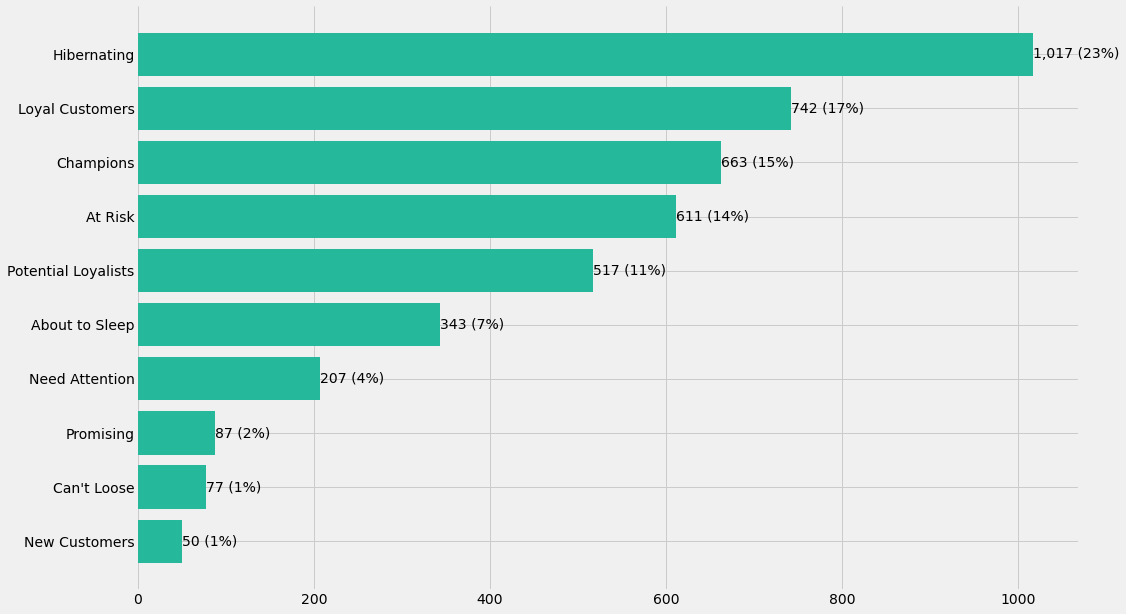 Hibernating 1,017 (23%)
Loyal Customers 742 (17%)
Champions 663 (15%)
At Risk 611 (14%)
Potential Loyalists 517 (11%)
About to Sleep 343 (7%)
Need Attention 207 (4%)
Promising 87 (2%)
Can't Loose 77 (1%)
New Customers 50 (1%)
0 200 400 600 800 1000